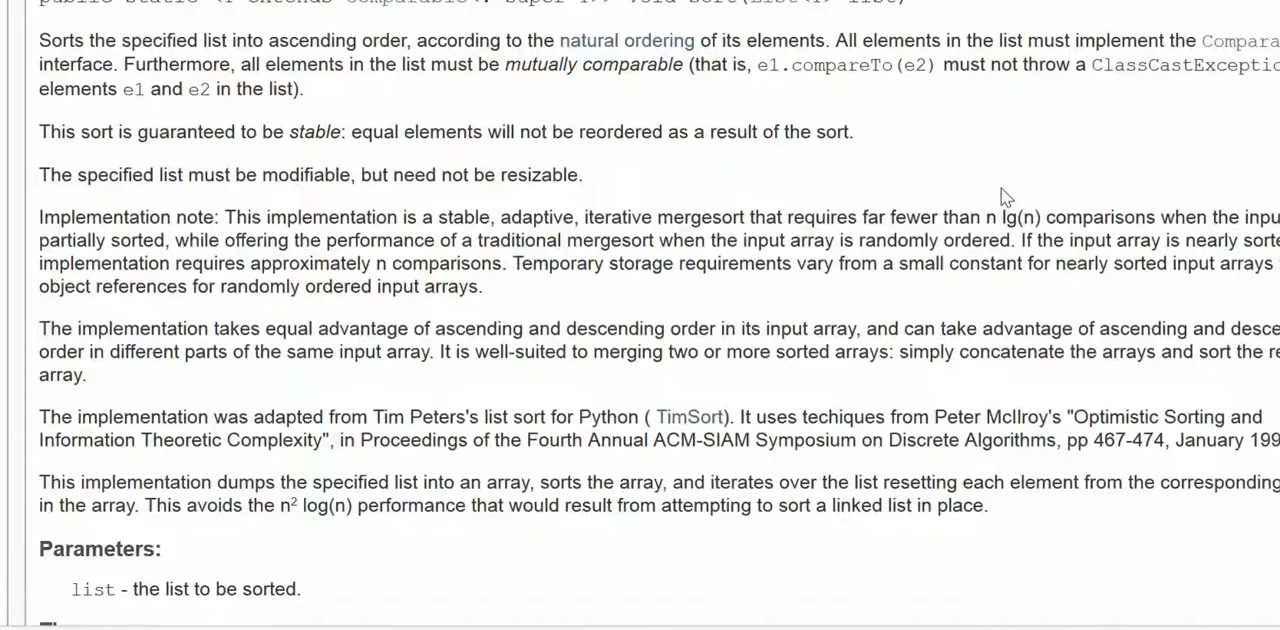 Sorts the specified list into ascending order, according to the natural ordering of its elements. All elements in the list must implement the
interface. Furthermore, all elements in the list must be mutually comparable (that is, e1.compareTo(e2) must not throw a
elements e1 and e2 in the list).
This sort is guaranteed to be stable: equal elements will not be reordered as a result of the sort.
The specified list must be modifiable, but need not be resizable.
Implementation note: This implementation is a stable, adaptive, iterative mergesort that requires far fewer than n lg(n) comparisons when the
partially sorted, while offering the performance of a traditional mergesort when the input array is randomly ordered. If the input array is nearly
implementation requires approximately n comparisons. Temporary storage requirements vary from a small constant for nearly sorted input arrays
object references for randomly ordered input arrays.
The implementation takes equal advantage of ascending and descending order in its input array, and can take advantage of ascending and
order in different parts of the same input array. It is well-suited to merging two or more sorted arrays: simply concatenate the arrays and sort the
array.
The implementation was adapted from Tim Peters's list sort for Python ( TimSort). It uses techiques from Peter McIlroy's "Optimistic Sorting and
Information Theoretic Complexity", in Proceedings of the Fourth Annual ACM-SIAM Symposium on Discrete Algorithms, pp 467-474, January
This implementation dumps the specified list into an array, sorts the array, and iterates over the list resetting each element from the corresponding
in the array. This avoids the n² log(n) performance that would result from attempting to sort a linked list in place.
Parameters:
list - the list to be sorted.